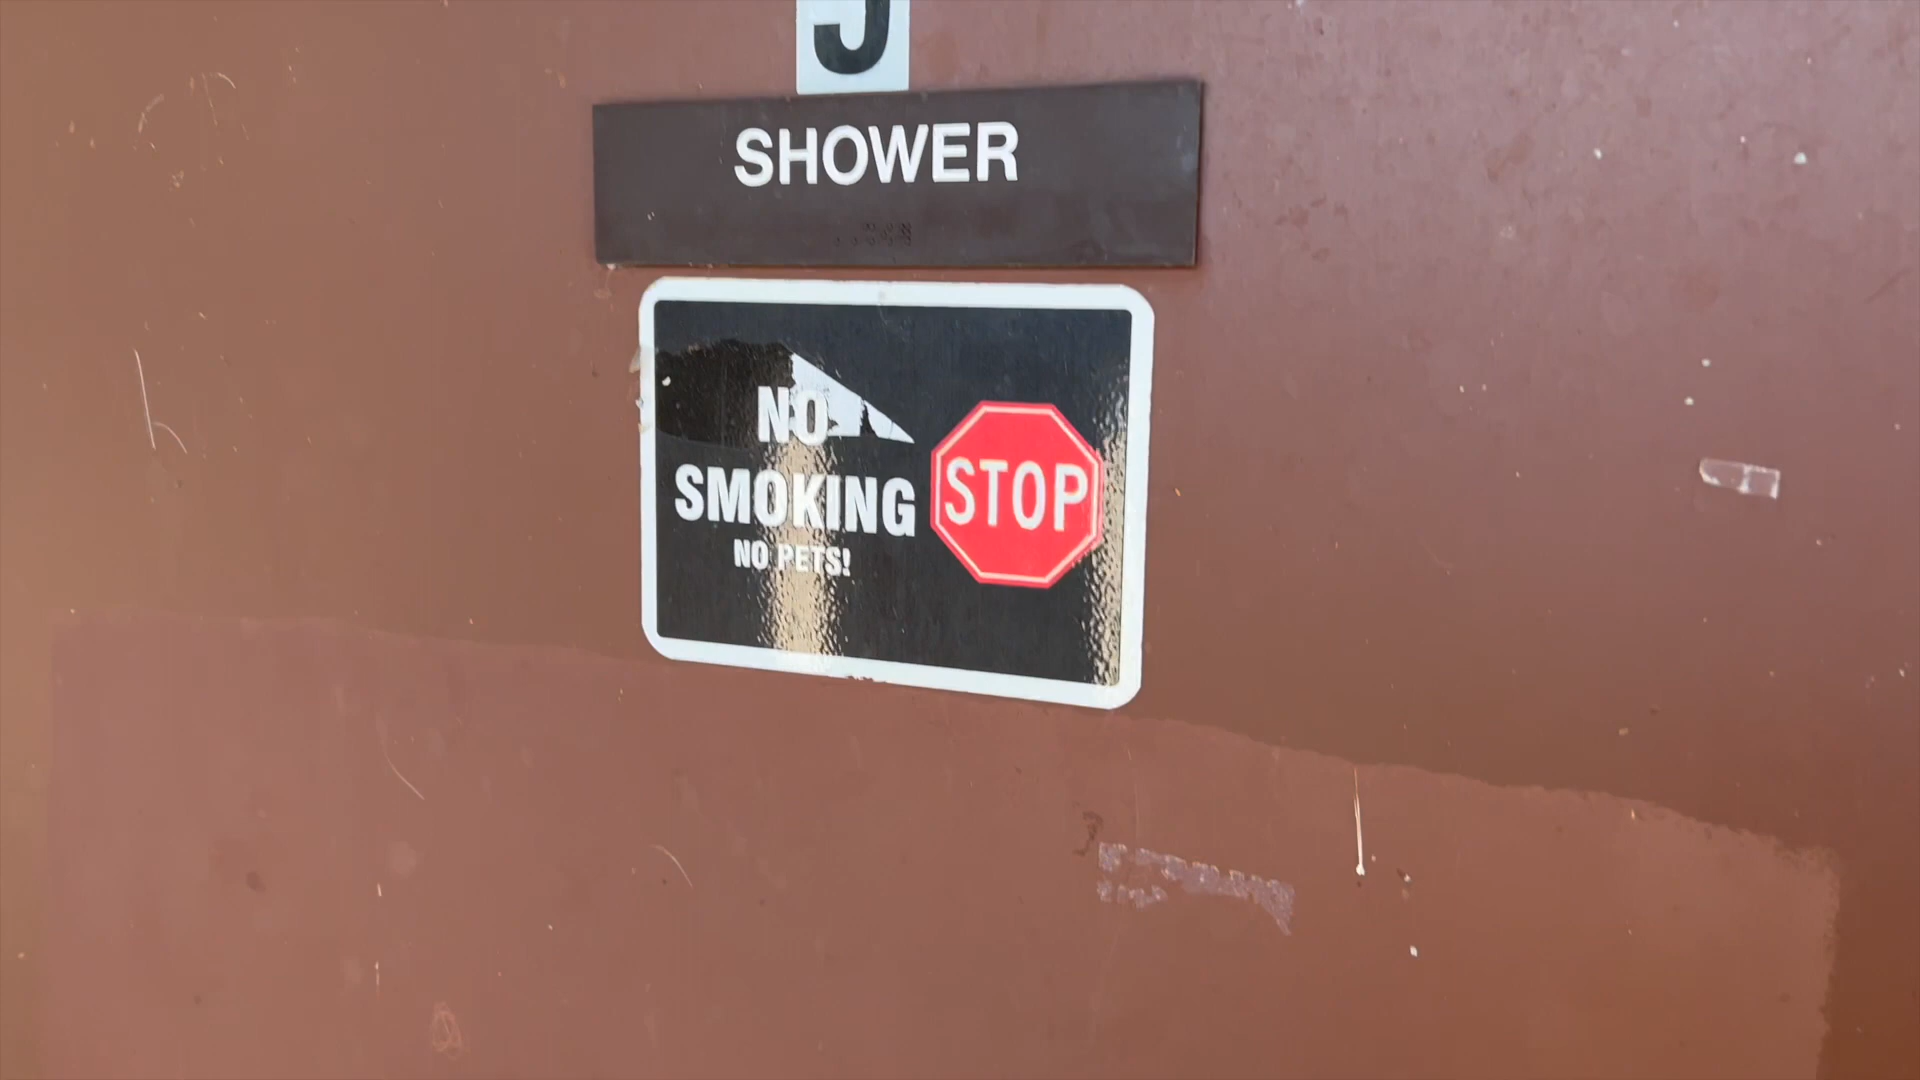 SHOWER
NO
SMOKING
NO PETS!
STOP